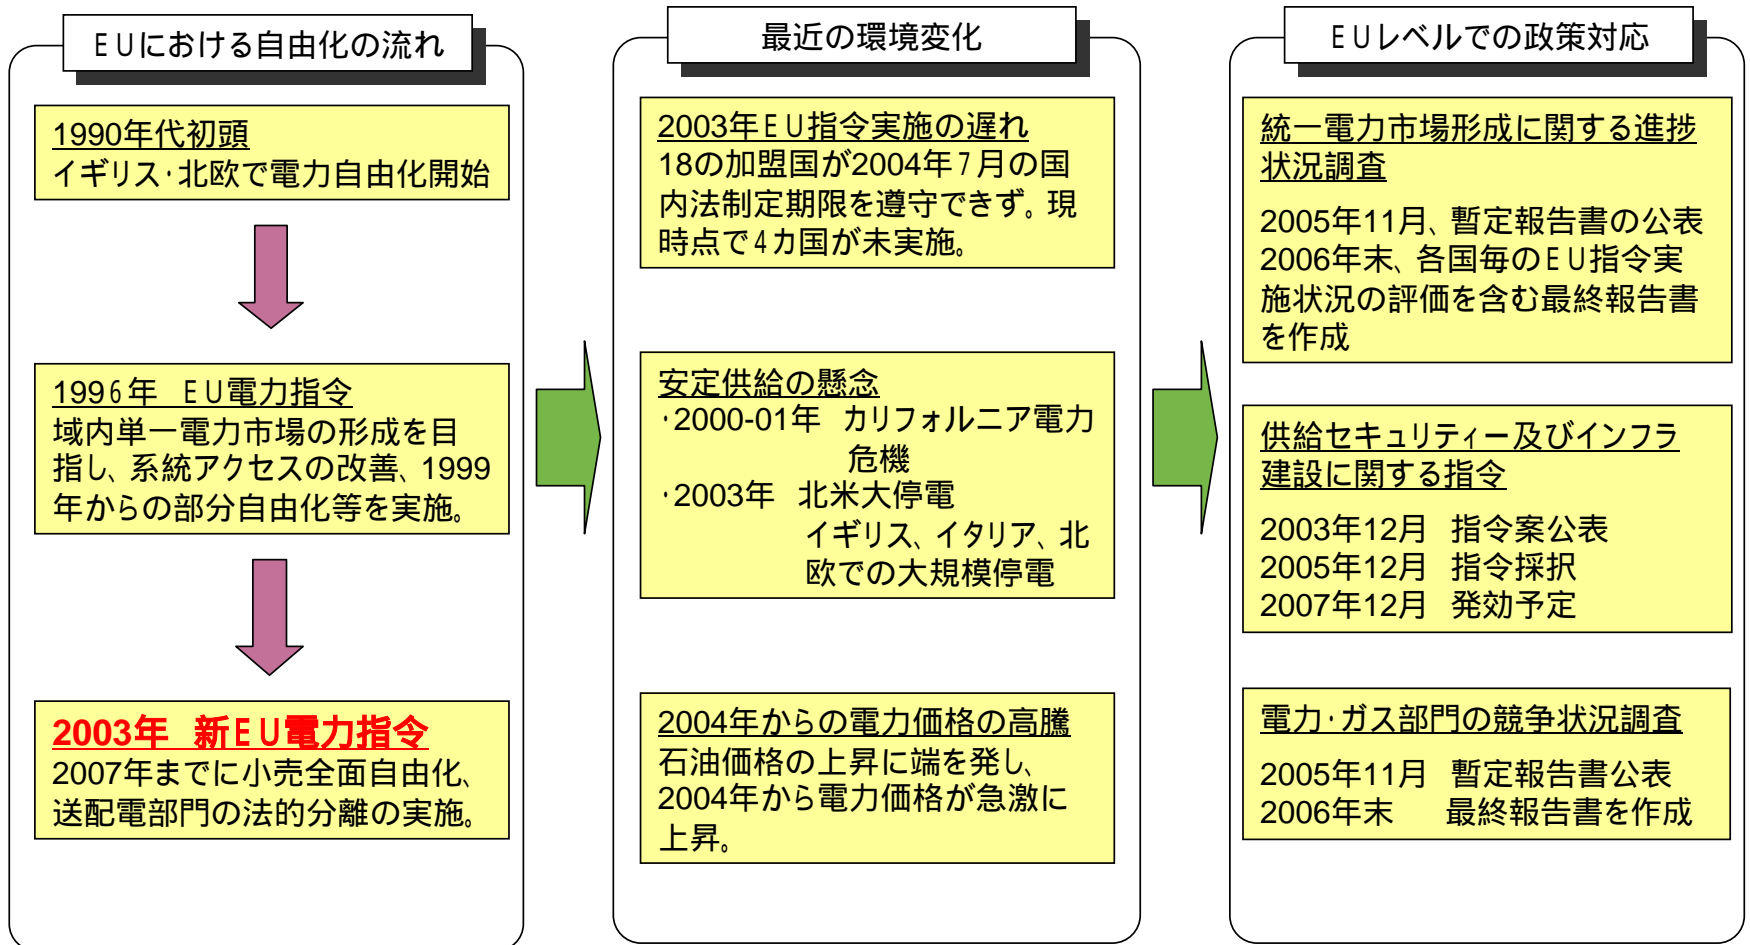 EUにおける自由化の流れ
1990年代初頭
イギリス・北欧で電力自由化開始
1996年 EU電力指令
域内単一電力市場の形成を目
指し、系統アクセスの改善、1999
年からの部分自由化等を実施。
2003年 新EU電力指令
2007年までに小売全面自由化、
送配電部門の法的分離の実施。
最近の環境変化
2003年EU指令実施の遅れ
18の加盟国が2004年7月の国
内法制定期限を遵守できず。現
時点で4カ国が未実施。
安定供給の懸念
・2000-01年 カリフォルニア電力
危機
・2003年 北米大停電
イギリス、イタリア、北
欧での大規模停電
2004年からの電力価格の高騰
石油価格の上昇に端を発し、
2004年から電力価格が急激に
上昇。
EUレベルでの政策対応
統一電力市場形成に関する進捗
状況調査
2005年11月、暫定報告書の公表
2006年末、各国毎のEU指令実
施状況の評価を含む最終報告書
を作成
供給セキュリティー及びインフラ
建設に関する指令
2003年12月 指令案公表
2005年12月 指令採択
2007年12月 発効予定
電力・ガス部門の競争状況調査
2005年11月 暫定報告書公表
2006年末 最終報告書を作成